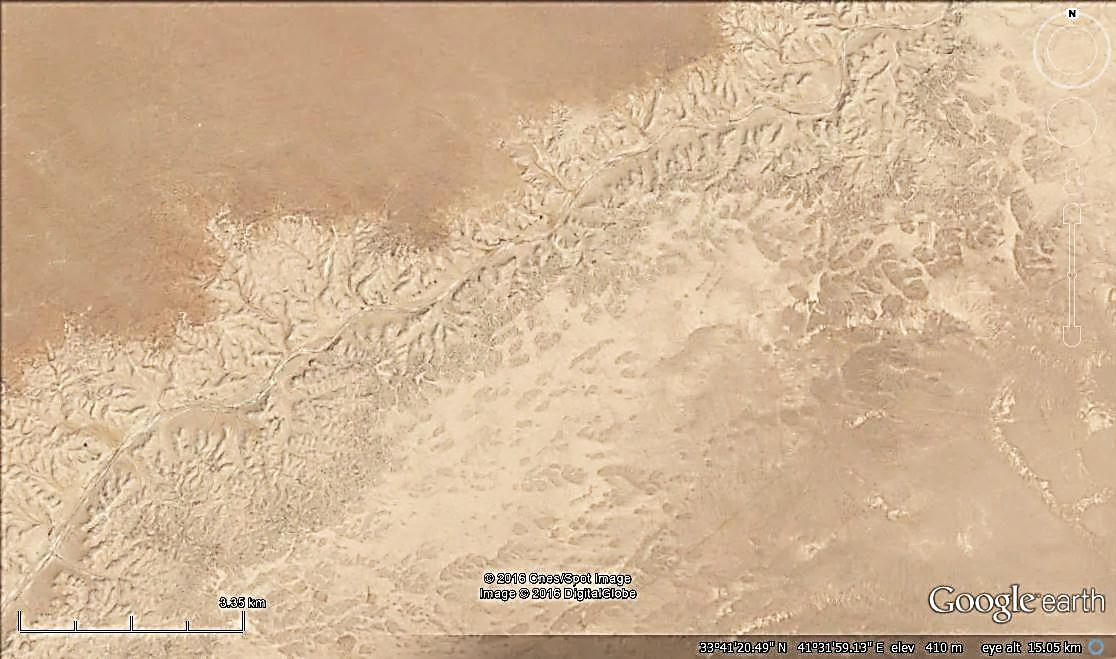 N
3.35 km
© 2016 Cnes/Spot Image
Image © 2016 DigitalGlobe
Google earth
33°41'20.49" N 41°31'59.13" E elev 410 m eye alt 15.05 km